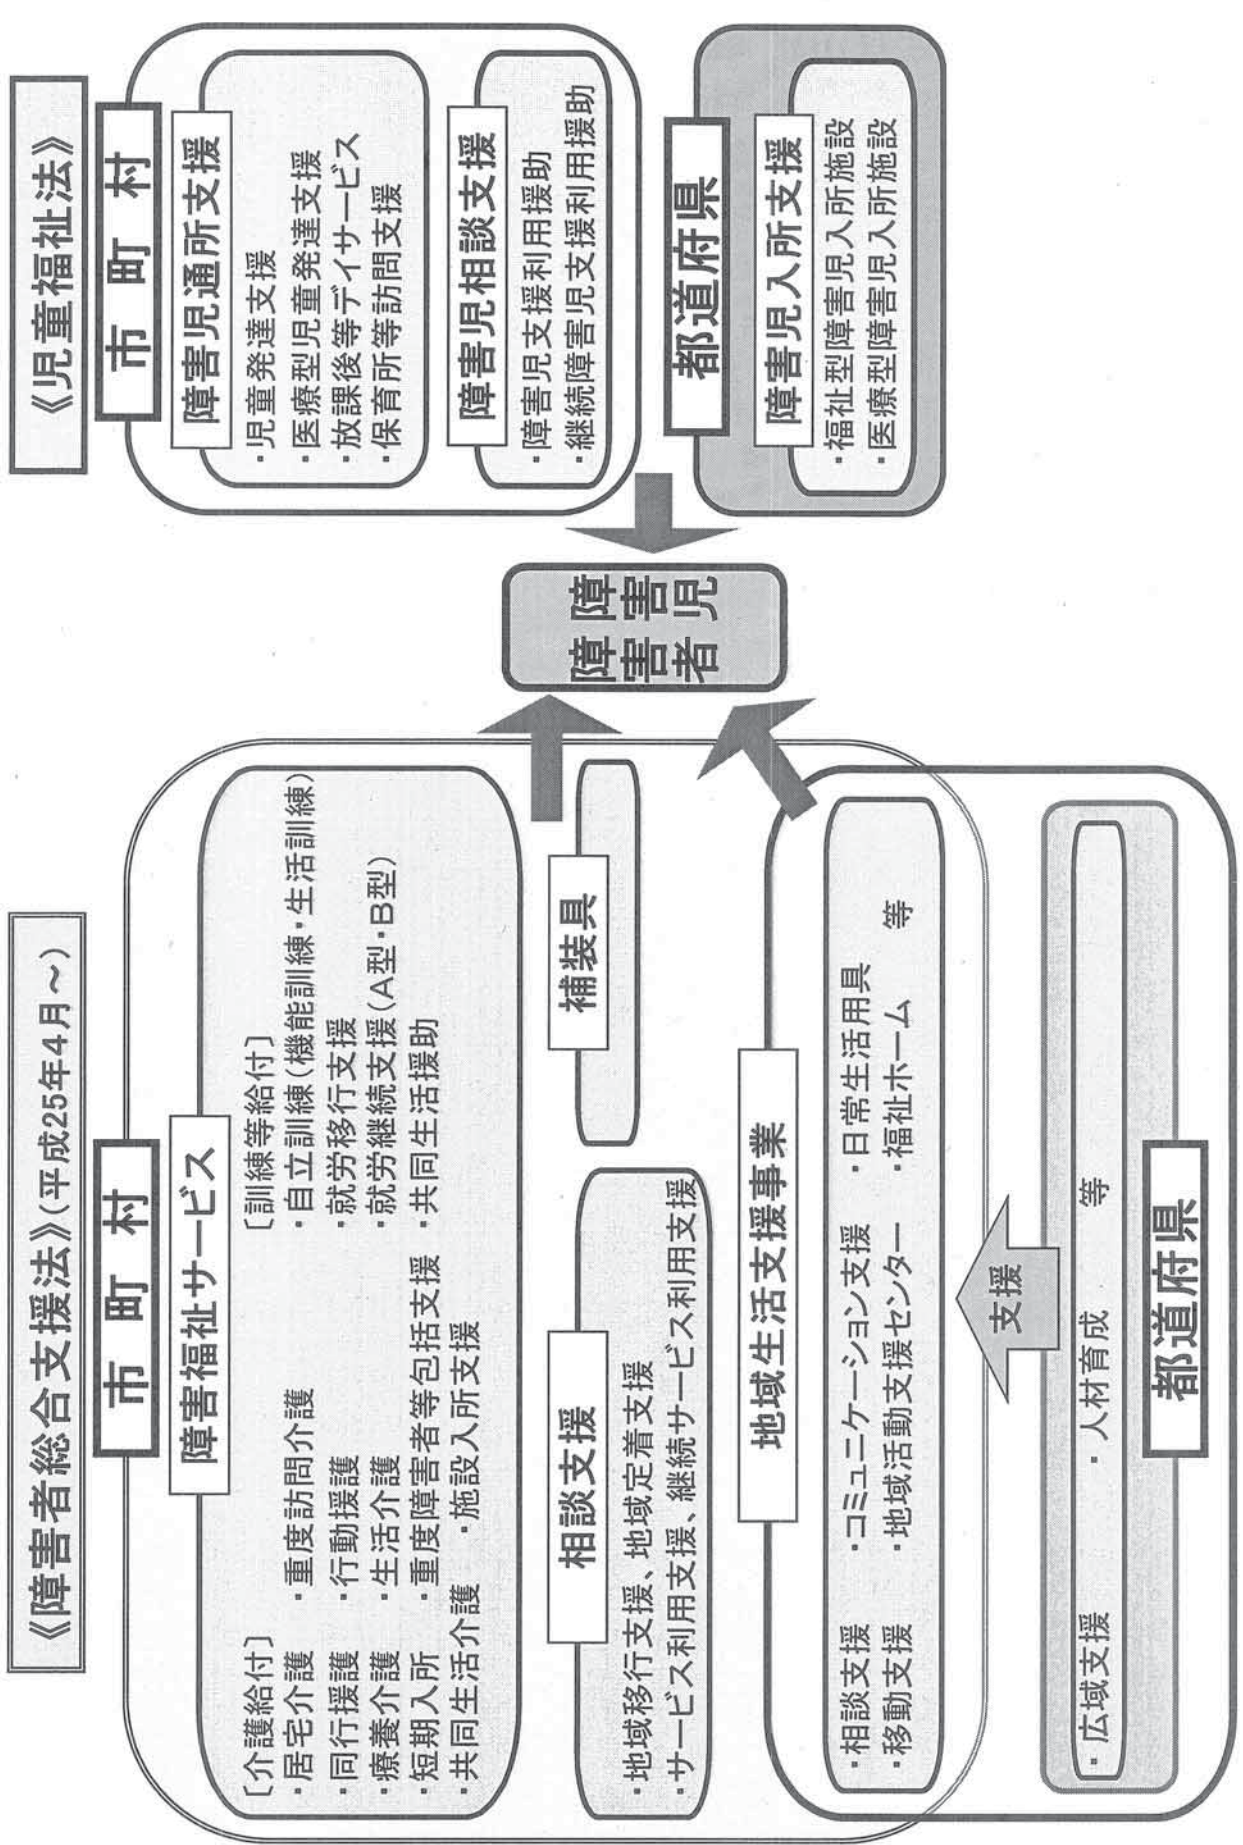 《障害者総合支援法》(平成25年4月～)
市 町 村
障害福祉サービス
〔介護給付〕
・居宅介護 ・重度訪問介護
・同行援護 ・行動援護
・療養介護 ・生活介護
・短期入所 ・重度障害者等包括支援
・共同生活介護 ・施設入所支援
〔訓練等給付〕
・自立訓練(機能訓練・生活訓練)
・就労移行支援
・就労継続支援(A型・B型)
・共同生活援助
相談支援
・地域移行支援、地域定着支援
・サービス利用支援、継続サービス利用支援
補装具
地域生活支援事業
・相談支援 ・コミュニケーション支援 ・日常生活用具
・移動支援 ・地域活動支援センター ・福祉ホーム 等
支援
・広域支援 ・人材育成 等
都道府県
障害者
障害児
《児童福祉法》
市 町 村
障害児通所支援
・児童発達支援
・医療型児童発達支援
・放課後等デイサービス
・保育所等訪問支援
障害児相談支援
・障害児支援利用援助
・継続障害児支援利用援助
都道府県
障害児入所支援
・福祉型障害児入所施設
・医療型障害児入所施設